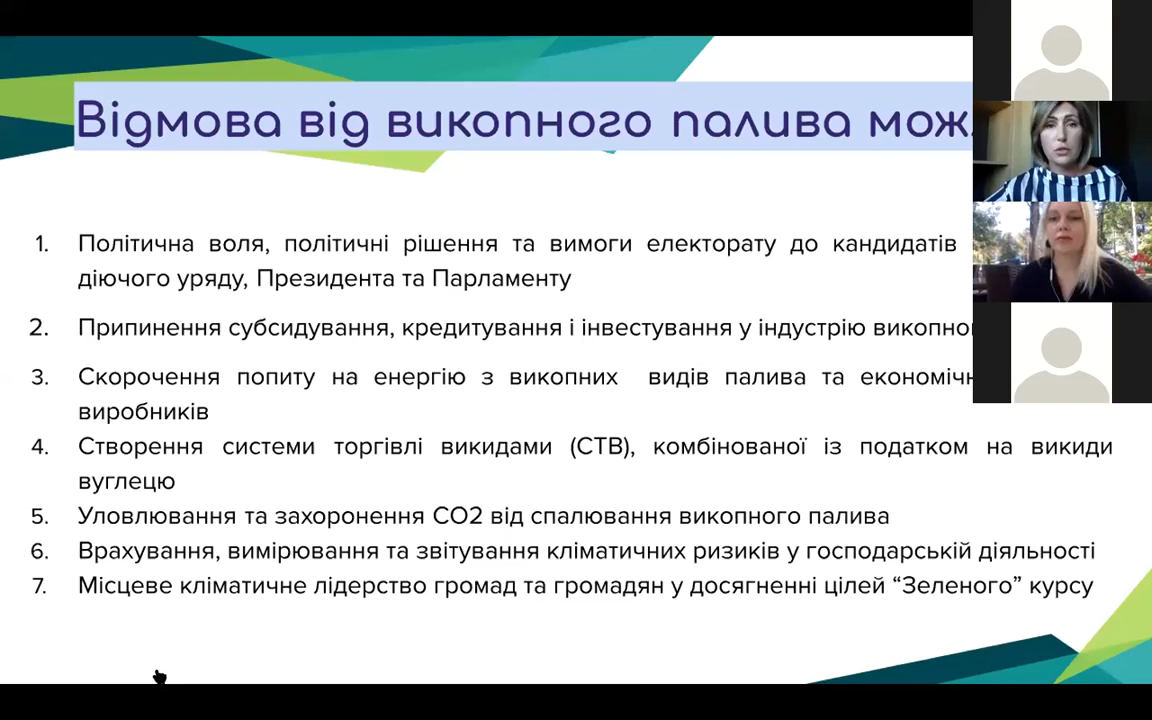 Відмова від викопного палива
1. Політична воля, політичні рішення та вимоги електорату до кандидатів
діючого уряду, Президента та Парламенту
2. Припинення субсидування, кредитування і інвестування у індустрію
3. Скорочення попиту на енергію з викопних видів палива та
виробників
4. Створення системи торгівлі викидами (СТВ), комбінованої із податком на викиди
вуглецю
5. Уловлювання та захоронення СО2 від спалювання викопного палива
6. Врахування, вимірювання та звітування кліматичних ризиків у господарській діяльності
7. Місцеве кліматичне лідерство громад та громадян у досягненні цілей “Зеленого” курсу